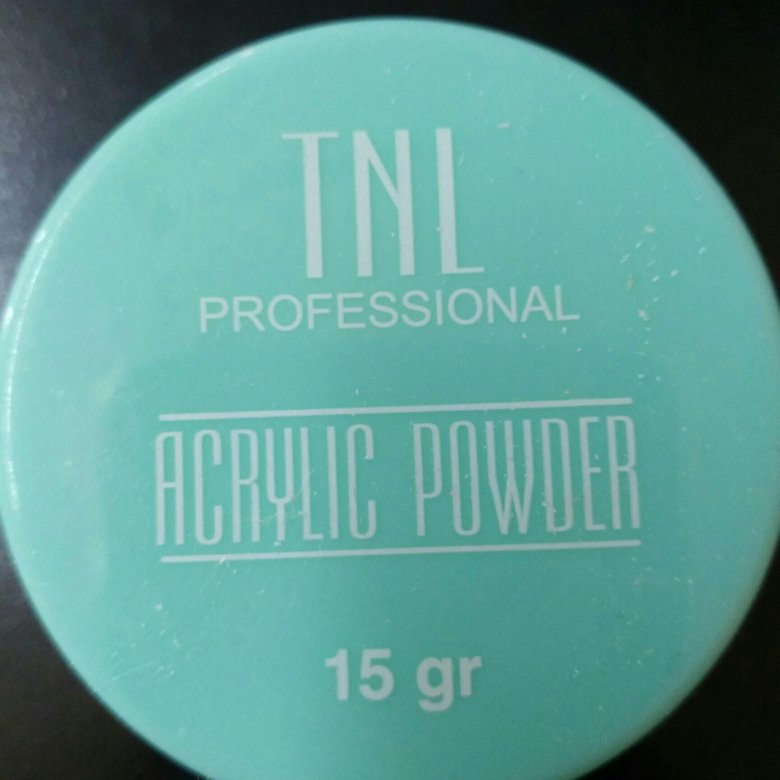 TNL
PROFESSIONAL
ACRYLIC POWDER
15 gr